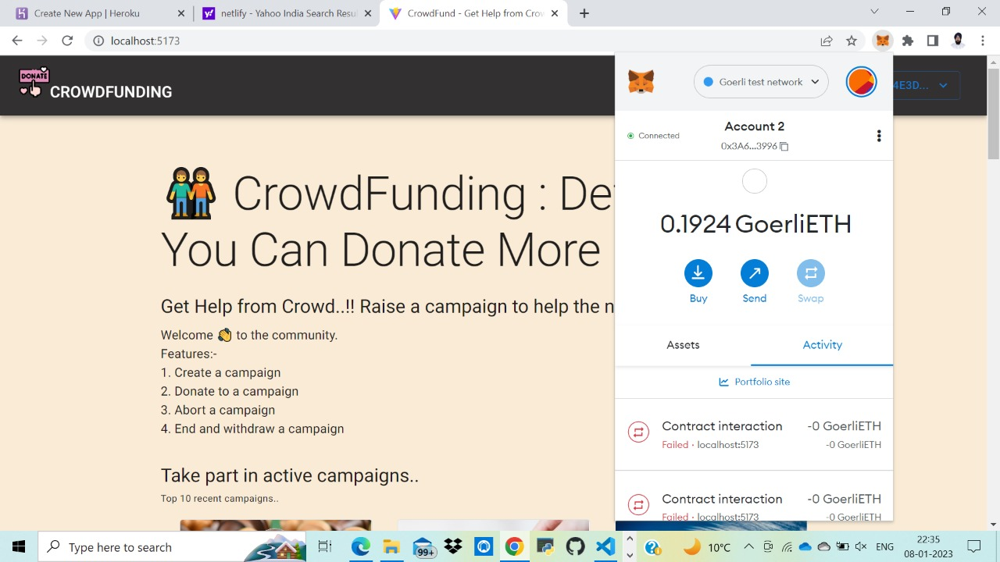 Create New App | Heroku
netlify - Yahoo India Search Resu
CrowdFund - Get Help from Crow
localhost:5173
DONATE
CROWDFUNDING
Goerli test network
4E3D...
Connected
Account 2
0x3A6...3996
CrowdFunding : De
You Can Donate More
0.1924 GoerliETH
Buy
Send
Swap
Get Help from Crowd..!! Raise a campaign to help the n
Welcome 👏 to the community.
Features:-
1. Create a campaign
2. Donate to a campaign
3. Abort a campaign
4. End and withdraw a campaign
Assets
Activity
Portfolio site
Contract interaction
-0 GoerliETH
Failed · localhost:5173
-0 GoerliETH
Take part in active campaigns..
Top 10 recent campaigns..
Contract interaction
-0 GoerliETH
Failed · localhost:5173
-0 GoerliETH
Type here to search
99+
10°C
ENG
22:35
08-01-2023